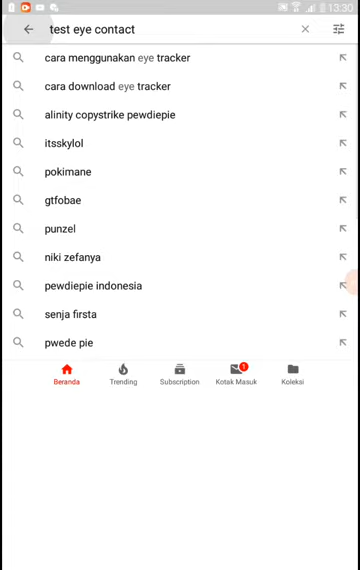 13:30
test eye contact
cara menggunakan eye tracker
cara download eye tracker
alinity copystrike pewdiepie
itsskylol
pokimane
gtfobae
punzel
niki zefanya
pewdiepie indonesia
senja firsta
pwede pie
1
Beranda
Trending
Subscription
Kotak Masuk
Koleksi